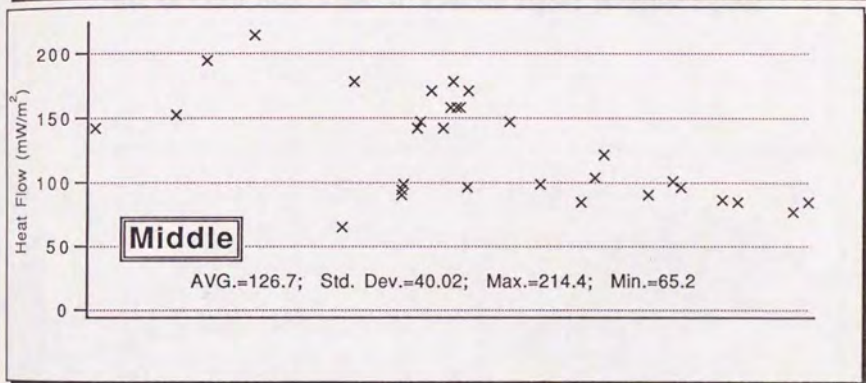 Heat Flow (mW/m²)
200
150
100
50
0
Middle
AVG.=126.7; Std. Dev.=40.02; Max.=214.4; Min.=65.2